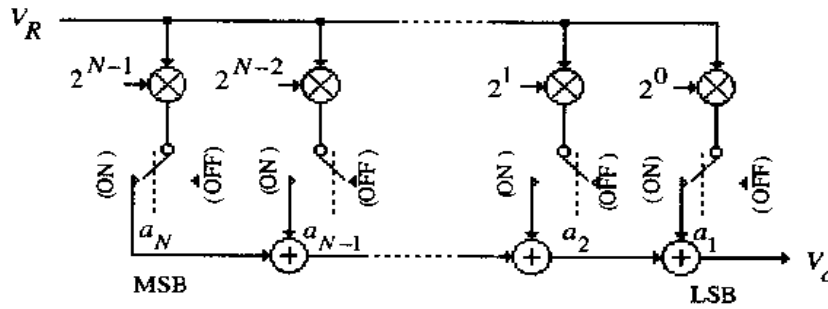 V_R
2^{N-1} 2^{N-2} 2^1 2^0
(ON) (OFF) (ON) (OFF) (ON) (OFF) (ON) (OFF)
a_N a_{N-1} a_2 a_1
MSB LSB